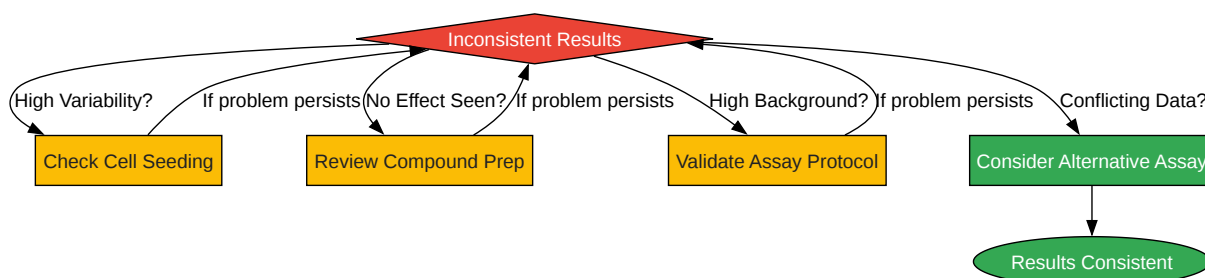 Inconsistent Results
High Variability?
If problem persists
No Effect Seen?
If problem persists
High Background?
If problem persists
Conflicting Data?
Check Cell Seeding
Review Compound Prep
Validate Assay Protocol
Consider Alternative Assay
Results Consistent